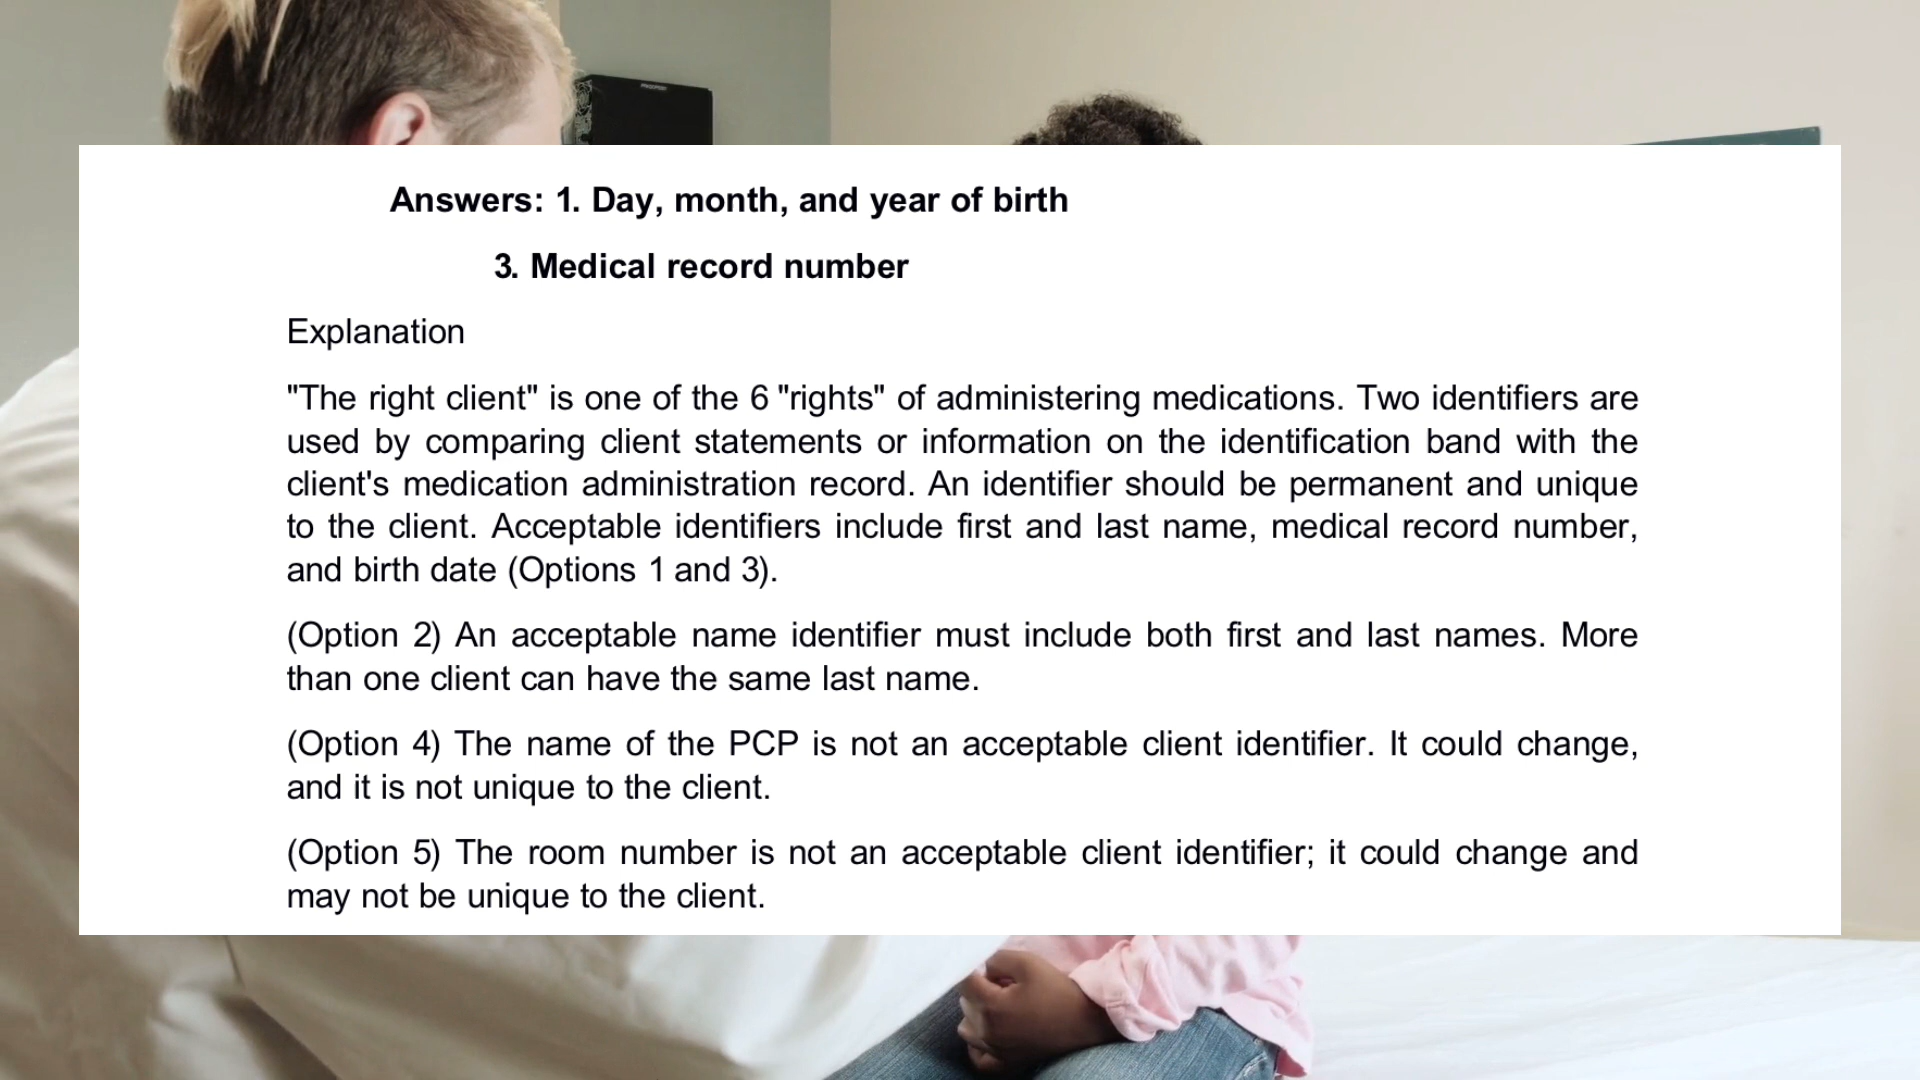 Answers: 1. Day, month, and year of birth
3. Medical record number
Explanation
"The right client" is one of the 6 "rights" of administering medications. Two identifiers are
used by comparing client statements or information on the identification band with the
client's medication administration record. An identifier should be permanent and unique
to the client. Acceptable identifiers include first and last name, medical record number,
and birth date (Options 1 and 3).
(Option 2) An acceptable name identifier must include both first and last names. More
than one client can have the same last name.
(Option 4) The name of the PCP is not an acceptable client identifier. It could change,
and it is not unique to the client.
(Option 5) The room number is not an acceptable client identifier; it could change and
may not be unique to the client.